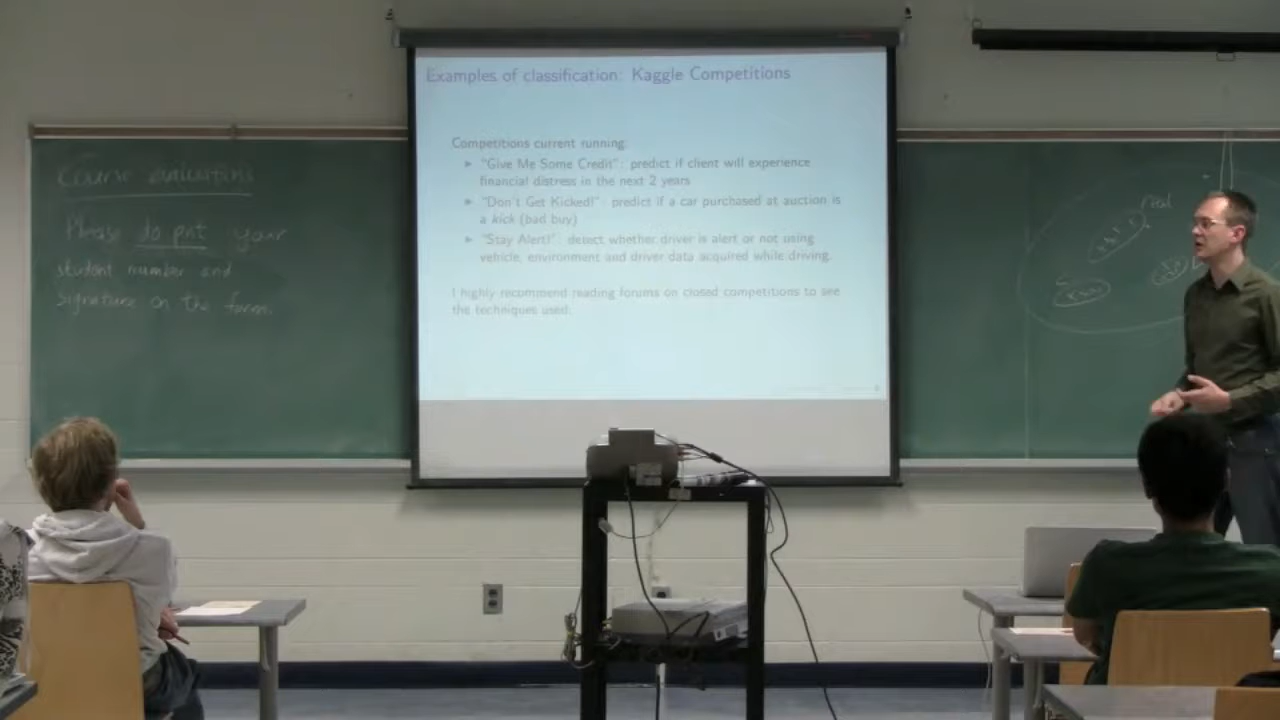 Course evaluations
Please do put your
student number and
signature on the form.
Examples of classification: Kaggle Competitions
Competitions current running:
► "Give Me Some Credit": predict if client will experience
financial distress in the next 2 years
► "Don't Get Kicked!": predict if a car purchased at auction is
a kick (bad buy)
► "Stay Alert!": detect whether driver is alert or not using
vehicle, environment and driver data acquired while driving.
I highly recommend reading forums on closed competitions to see
the techniques used.